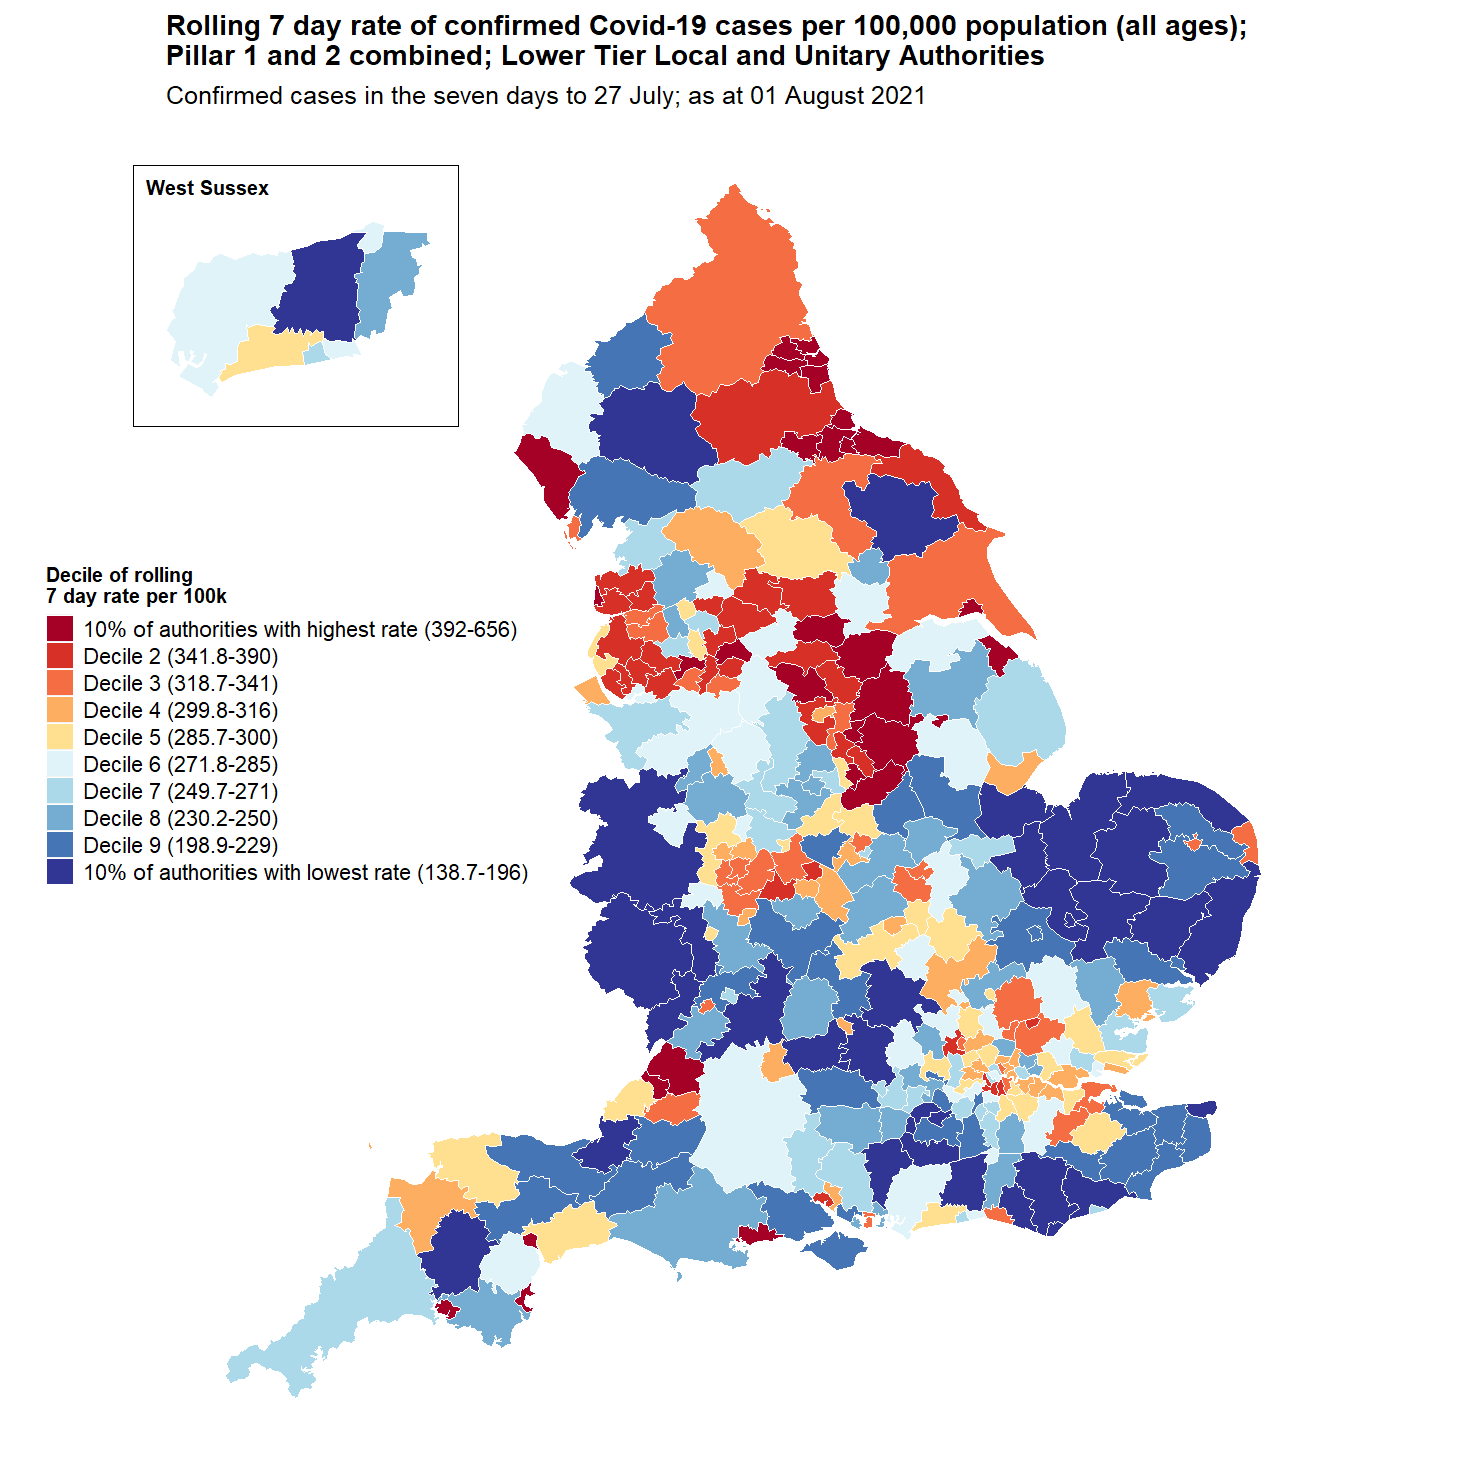 Rolling 7 day rate of confirmed Covid-19 cases per 100,000 population (all ages);
Pillar 1 and 2 combined; Lower Tier Local and Unitary Authorities
Confirmed cases in the seven days to 27 July; as at 01 August 2021
West Sussex
Decile of rolling
7 day rate per 100k
10% of authorities with highest rate (392-656)
Decile 2 (341.8-390)
Decile 3 (318.7-341)
Decile 4 (299.8-316)
Decile 5 (285.7-300)
Decile 6 (271.8-285)
Decile 7 (249.7-271)
Decile 8 (230.2-250)
Decile 9 (198.9-229)
10% of authorities with lowest rate (138.7-196)